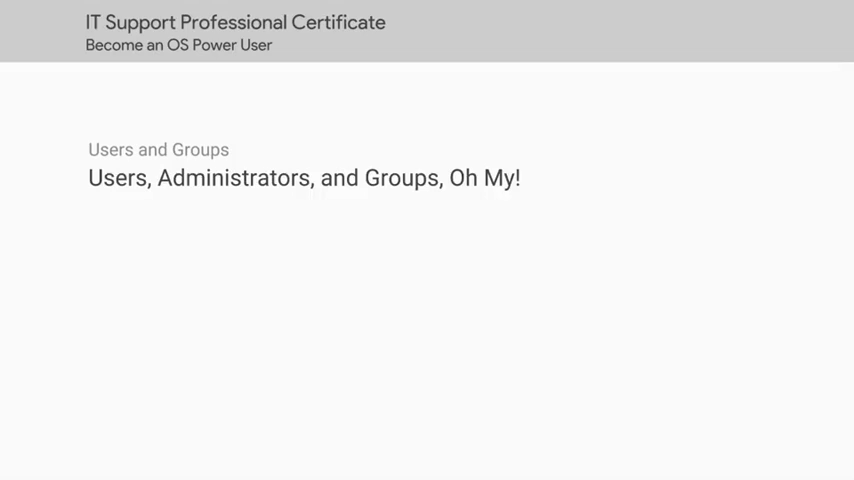 IT Support Professional Certificate
Become an OS Power User
Users and Groups
Users, Administrators, and Groups, Oh My!